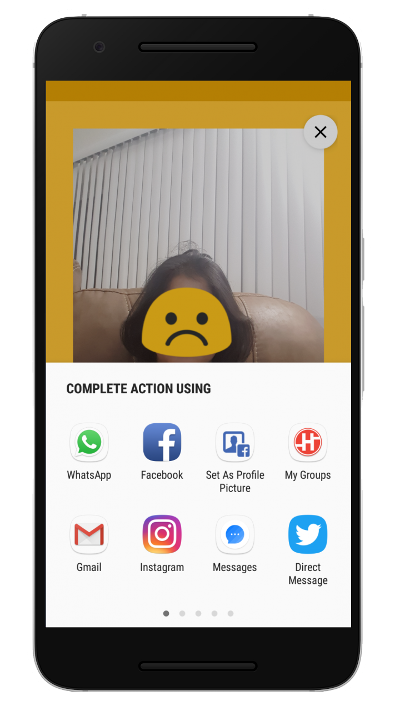 COMPLETE ACTION USING
WhatsApp
Facebook
Set As Profile
Picture
My Groups
Gmail
Instagram
Messages
Direct
Message